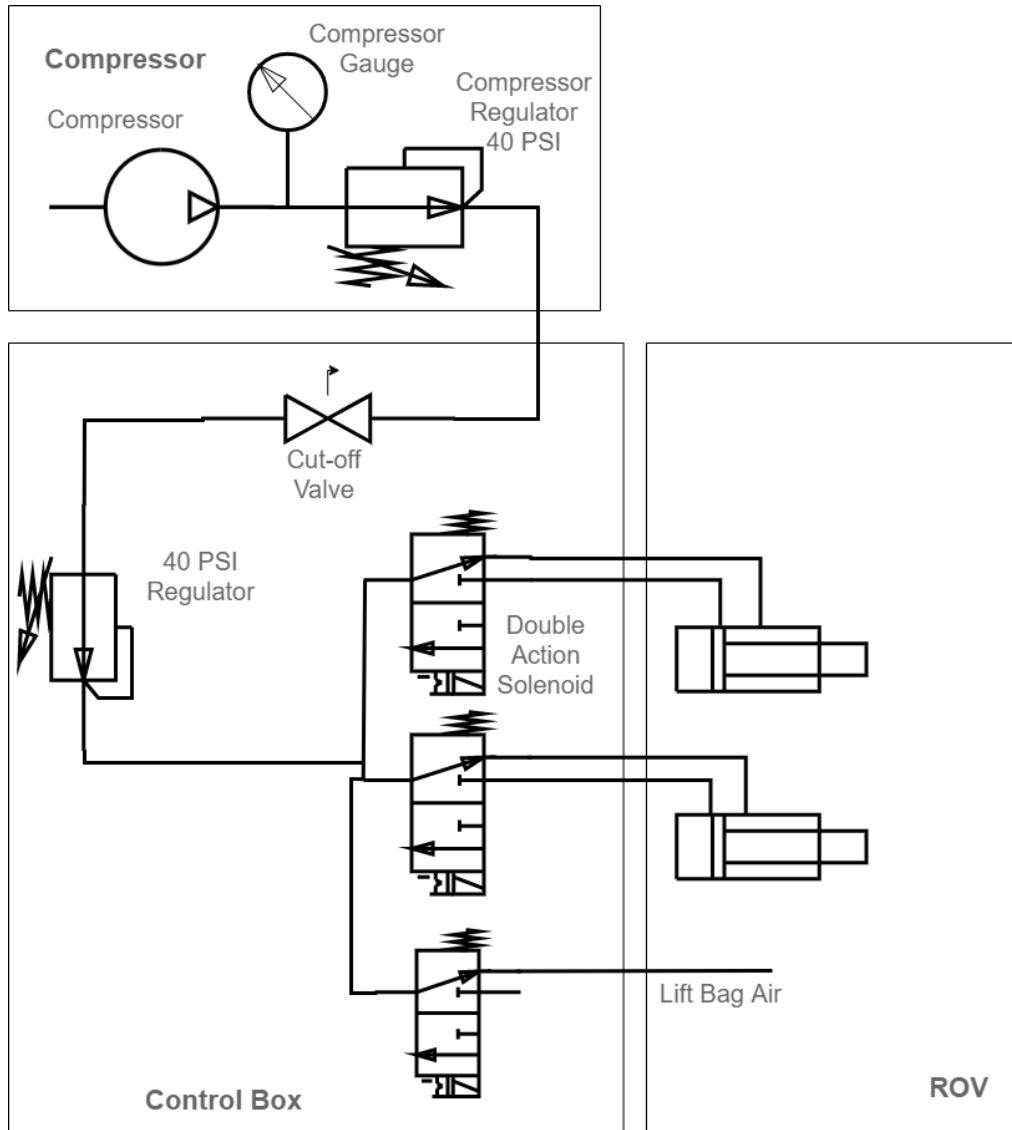 Compressor
Compressor
Gauge
Compressor
Compressor
Regulator
40 PSI
Cut-off
Valve
40 PSI
Regulator
Double
Action
Solenoid
Lift Bag Air
Control Box
ROV